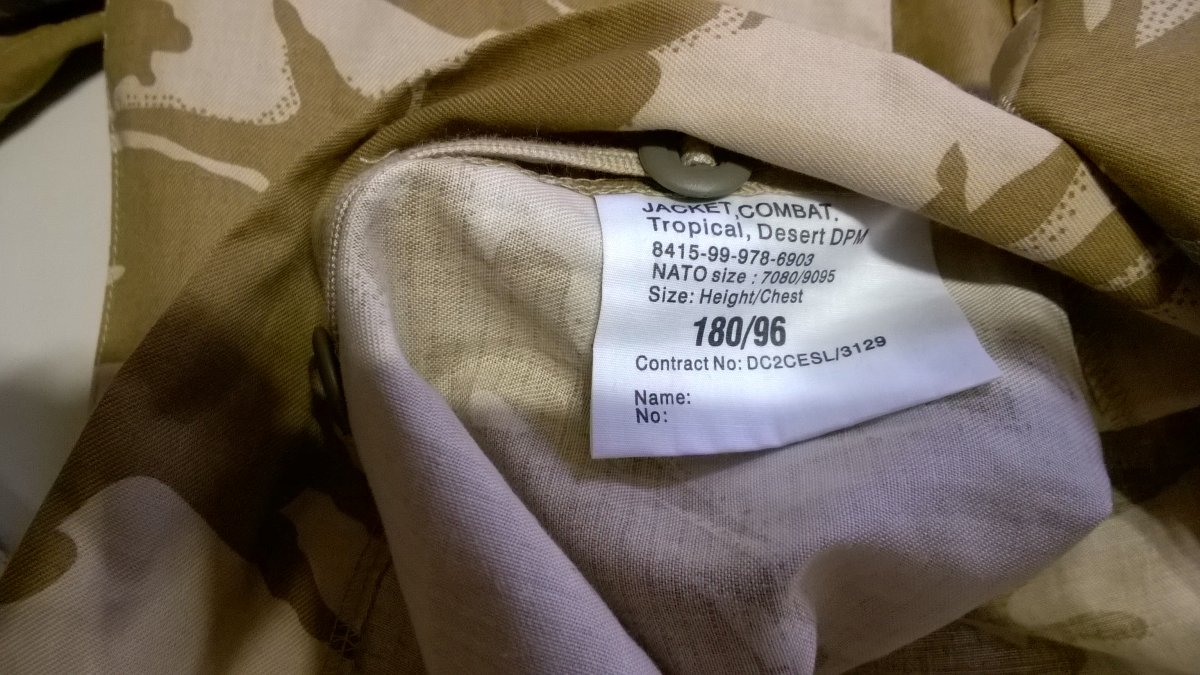 JACKET,COMBAT.
Tropical, Desert DPM
8415-99-978-6903
NATO size : 7080/9095
Size: Height/Chest
180/96
Contract No: DC2CESL/3129
Name:
No: